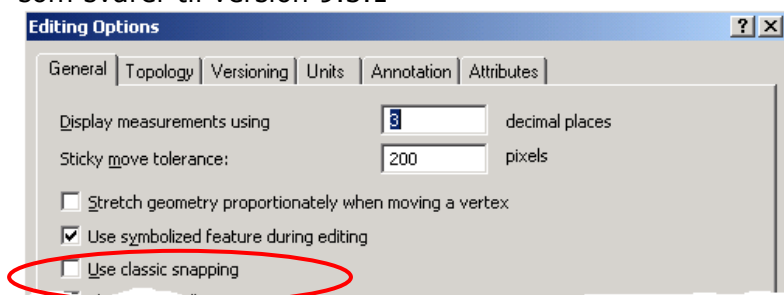 som svarer til version 9.3.1
Editing Options
General Topology Versioning Units Annotation Attributes
Display measurements using 3 decimal places
Sticky move tolerance: 200 pixels
Stretch geometry proportionately when moving a vertex
Use symbolized feature during editing
Use classic snapping